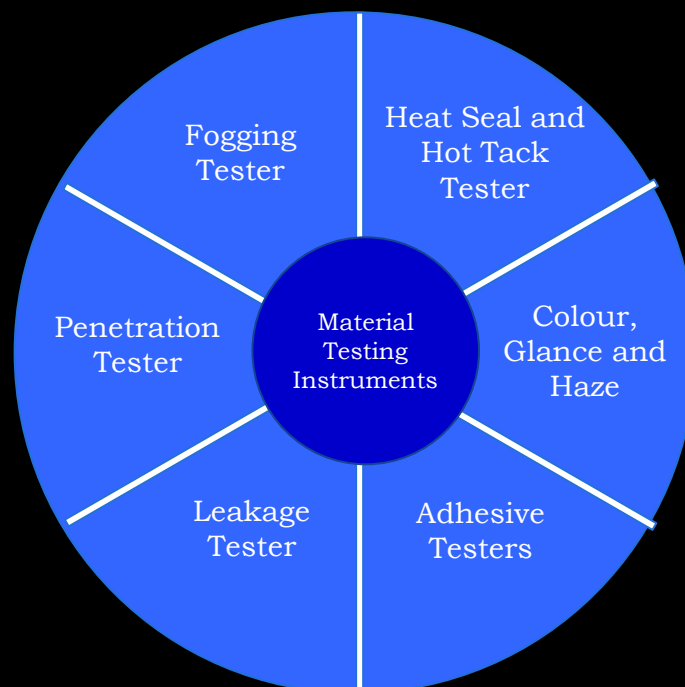 Fogging
Tester
Heat Seal and
Hot Tack
Tester
Penetration
Tester
Material
Testing
Instruments
Colour,
Glance and
Haze
Leakage
Tester
Adhesive
Testers